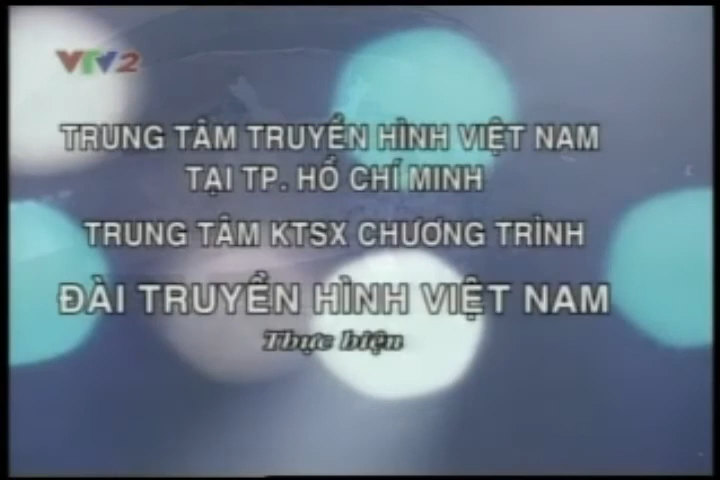 VTV2
TRUNG TÂM TRUYỀN HÌNH VIỆT NAM
TẠI TP. HỒ CHÍ MINH
TRUNG TÂM KTSX CHƯƠNG TRÌNH
ĐÀI TRUYỀN HÌNH VIỆT NAM
Thực hiện